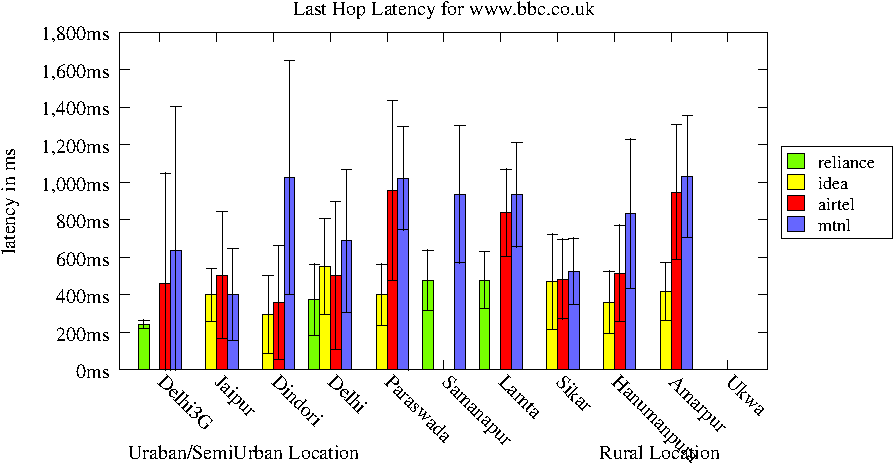 Last Hop Latency for www.bbc.co.uk
1,800ms
1,600ms
1,400ms
1,200ms
1,000ms
800ms
600ms
400ms
200ms
0ms
latency in ms
reliance
idea
airtel
mtnl
Delhi3G
Jaipur
Dindori
Delhi
Paraswada
Samanapur
Lamta
Sikar
Hanumanpura
Amarpur
Ukwa
Uraban/SemiUrban Location
Rural Location